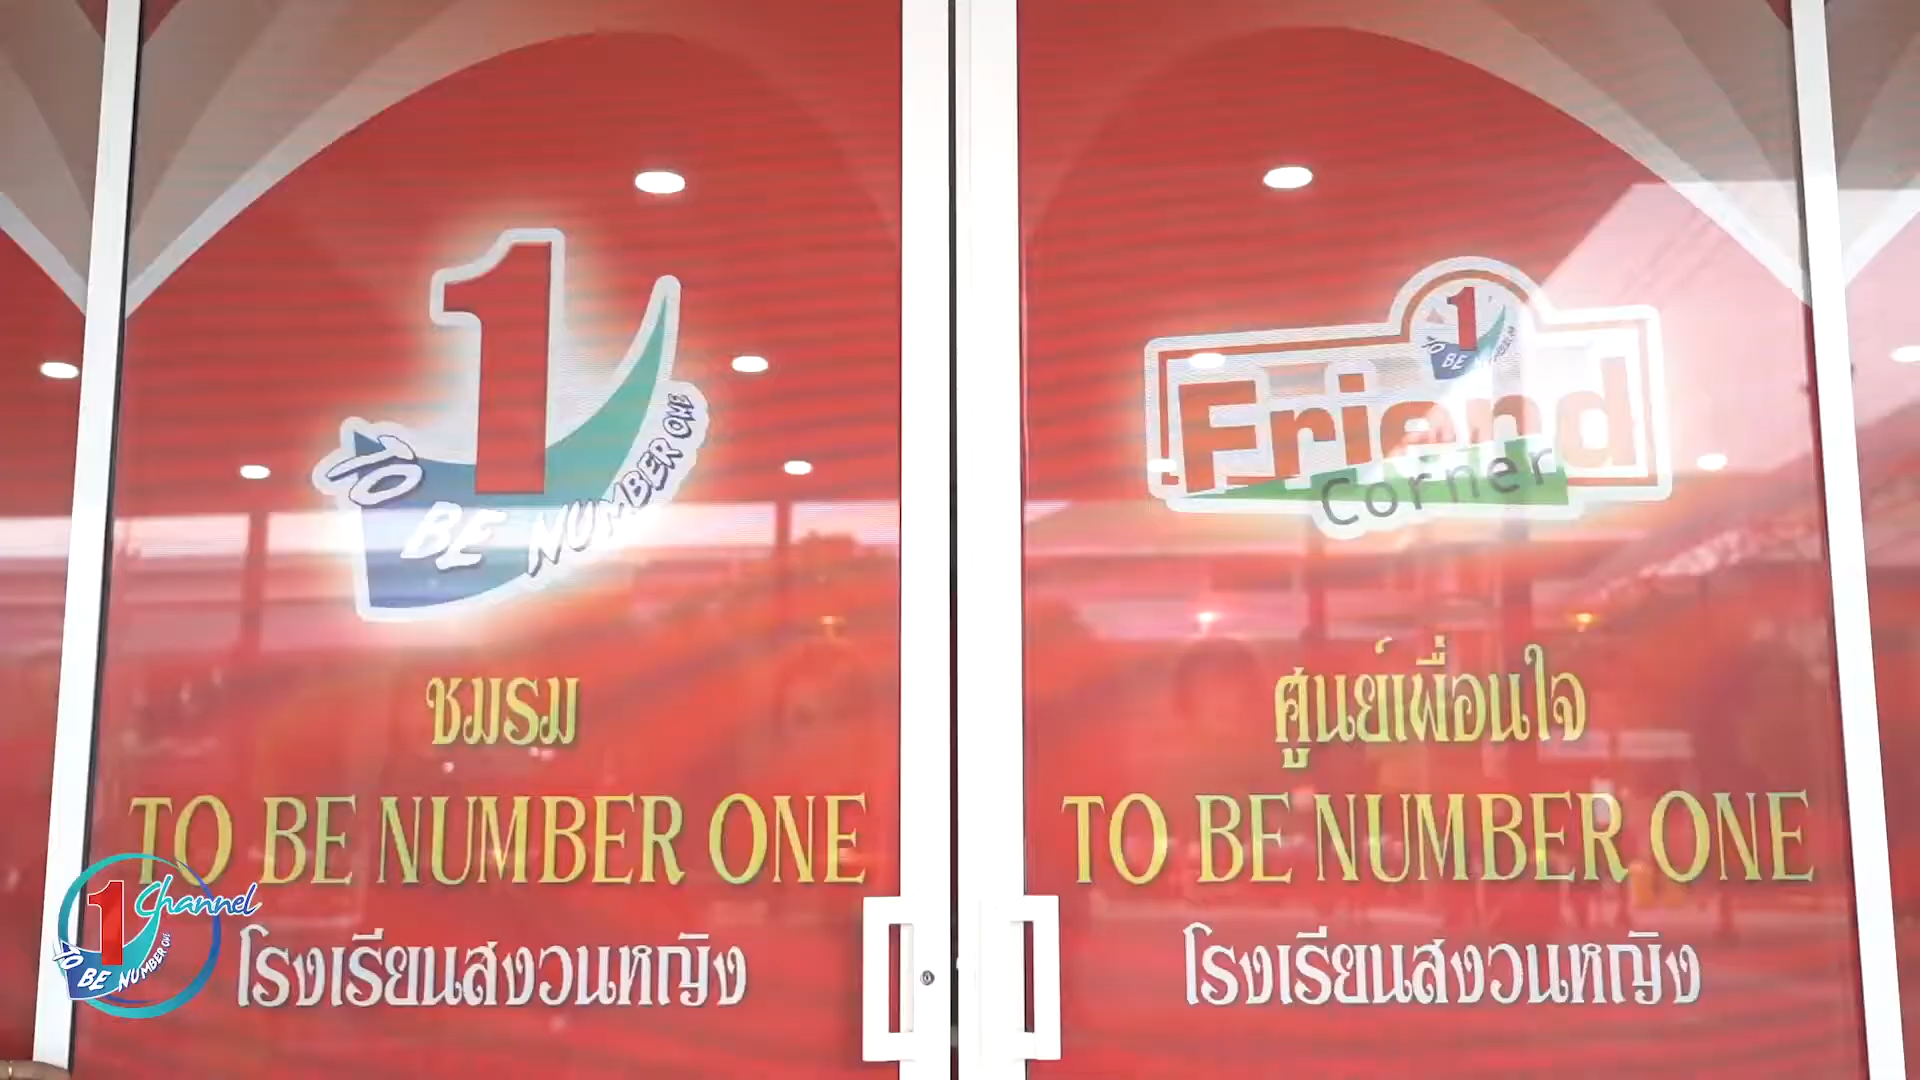 1
TO BE NUMBER ONE
ชมรม
TO BE NUMBER ONE
โรงเรียนสงวนหญิง
1
TO BE NUMBER ONE
Friend
Corner
ศูนย์เพื่อนใจ
TO BE NUMBER ONE
โรงเรียนสงวนหญิง
1 Channel
TO BE NUMBER ONE